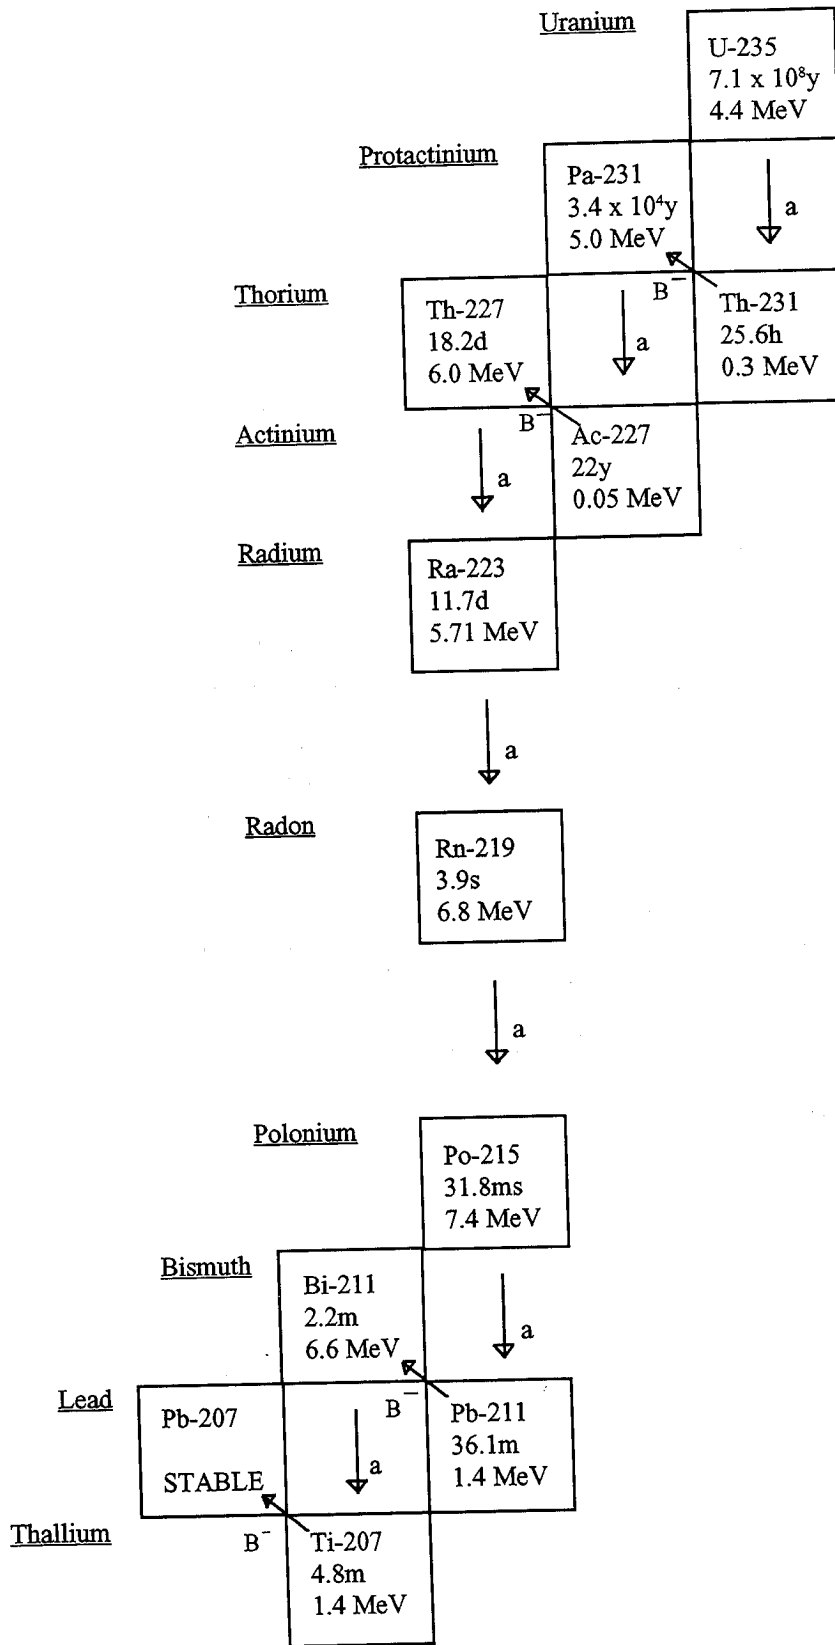 Uranium
U-235
7.1 x 10⁸y
4.4 MeV
Protactinium
Pa-231
3.4 x 10⁴y
5.0 MeV
a
B⁻
Thorium
Th-227
18.2d
6.0 MeV
a
Th-231
25.6h
0.3 MeV
B⁻
Actinium
Ac-227
22y
0.05 MeV
a
Radium
Ra-223
11.7d
5.71 MeV
a
Radon
Rn-219
3.9s
6.8 MeV
a
Polonium
Po-215
31.8ms
7.4 MeV
Bismuth
Bi-211
2.2m
6.6 MeV
a
B⁻
Lead
Pb-207
STABLE
a
Pb-211
36.1m
1.4 MeV
B⁻
Thallium
Ti-207
4.8m
1.4 MeV